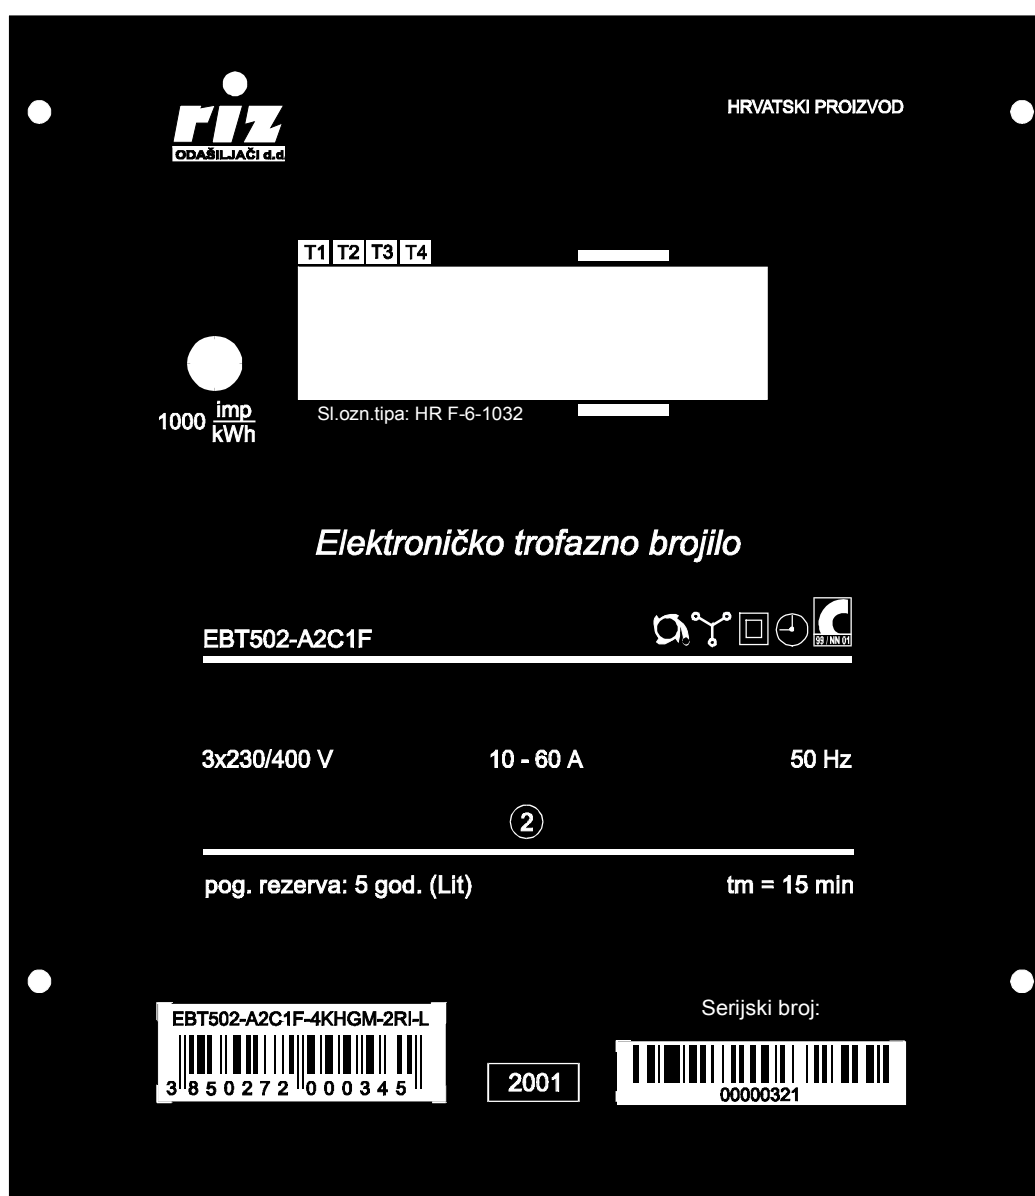 riz
ODAŠILJAČI d.d
HRVATSKI PROIZVOD
T1 T2 T3 T4
1000 imp
kWh
Sl.ozn.tipa: HR F-6-1032
Elektroničko trofazno brojilo
EBT502-A2C1F
99 / NN 01
3x230/400 V 10 - 60 A 50 Hz
2
pog. rezerva: 5 god. (Lit) tm = 15 min
EBT502-A2C1F-4KHGM-2RI-L
3 850272 000345
2001
Serijski broj:
00000321